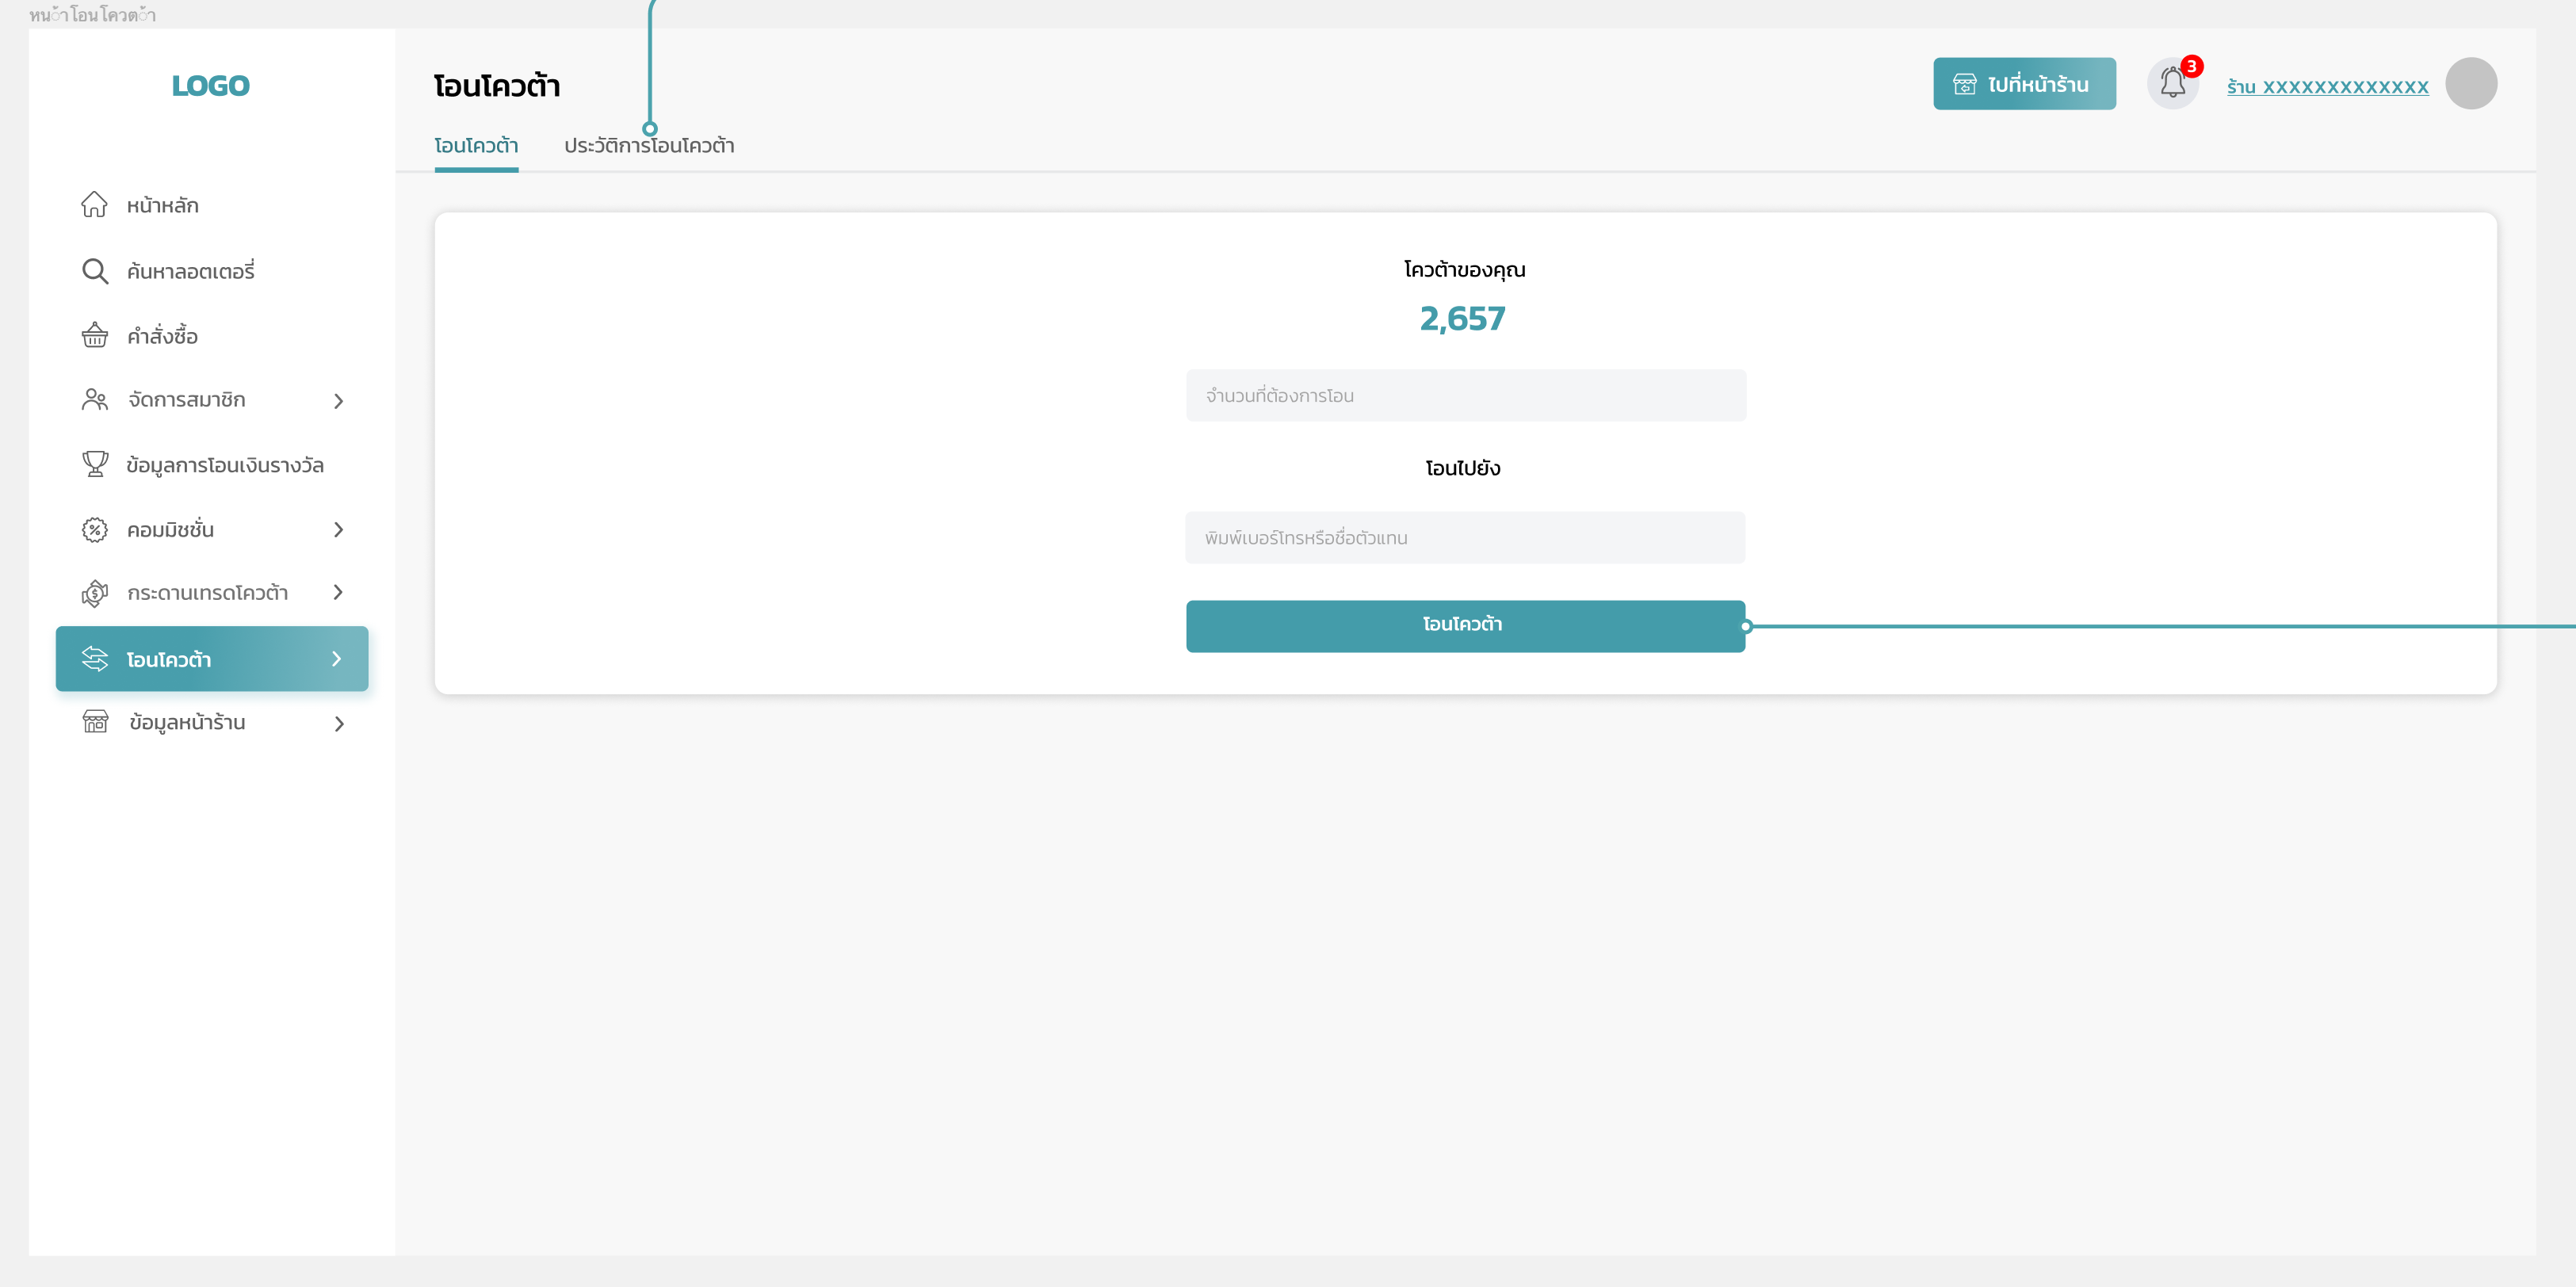 หน้าโอนโควต้า
LOGO
โอนโควต้า
ไปที่หน้าร้าน
3
ร้าน XXXXXXXXXXXXX
โอนโควต้า
ประวัติการโอนโควต้า
หน้าหลัก
ค้นหาลอตเตอรี่
คำสั่งซื้อ
จัดการสมาชิก
ข้อมูลการโอนเงินรางวัล
คอมมิชชั่น
กระดานเทรดโควต้า
โอนโควต้า
ข้อมูลหน้าร้าน
โควต้าของคุณ
2,657
จำนวนที่ต้องการโอน
โอนไปยัง
พิมพ์เบอร์โทรหรือชื่อตัวแทน
โอนโควต้า